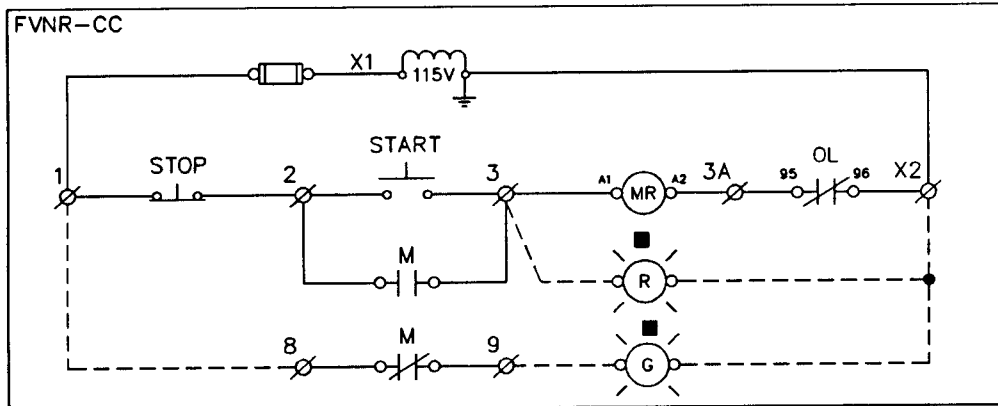 FVNR-CC
X1
115V
STOP
START
OL
1
2
3
A1
MR
A2
3A
95
96
X2
M
R
8
M
9
G